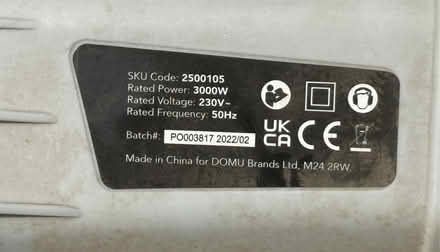 SKU Code: 2500105
Rated Power: 3000W
Rated Voltage: 230V~
Rated Frequency: 50Hz
Batch#: PO003817 2022/02
UK
CA CE
Made in China for DOMU Brands Ltd, M24 2RW.